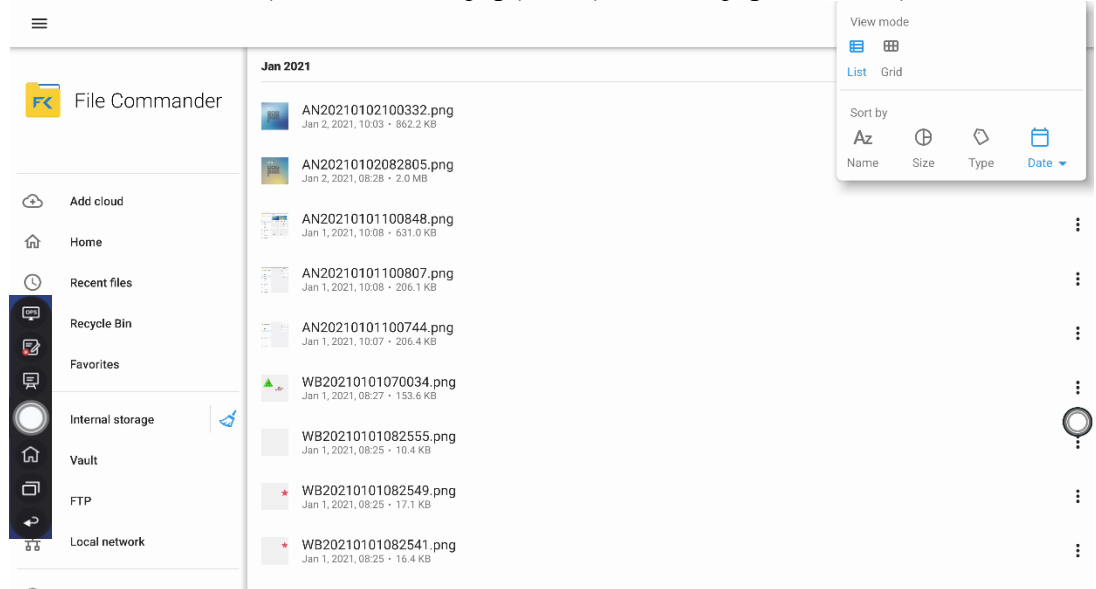 View mode
List Grid
Sort by
Az
Name Size Type Date
FK File Commander
Add cloud
Home
Recent files
OPS
Recycle Bin
Favorites
Internal storage
Vault
FTP
Local network
Jan 2021
AN20210102100332.png
Jan 2, 2021, 10:03 • 862.2 KB
AN20210102082805.png
Jan 2, 2021, 08:28 • 2.0 MB
AN20210101100848.png
Jan 1, 2021, 10:08 • 631.0 KB
AN20210101100807.png
Jan 1, 2021, 10:08 • 206.1 KB
AN20210101100744.png
Jan 1, 2021, 10:07 • 206.4 KB
WB20210101070034.png
Jan 1, 2021, 08:27 • 153.6 KB
WB20210101082555.png
Jan 1, 2021, 08:25 • 10.4 KB
WB20210101082549.png
Jan 1, 2021, 08:25 • 17.1 KB
WB20210101082541.png
Jan 1, 2021, 08:25 • 16.4 KB